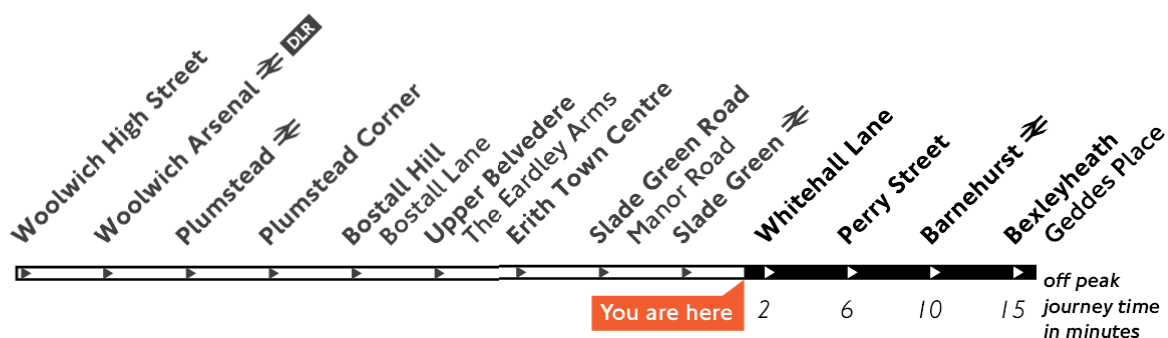 Woolwich High Street
Woolwich Arsenal DLR
Plumstead
Plumstead Corner
Bostall Hill
Bostall Lane
Upper Belvedere
The Eardley Arms
Erith Town Centre
Slade Green Road
Manor Road
Slade Green
Whitehall Lane
Perry Street
Barnehurst
Bexleyheath
Geddes Place
You are here
2
6
10
15
off peak
journey time
in minutes